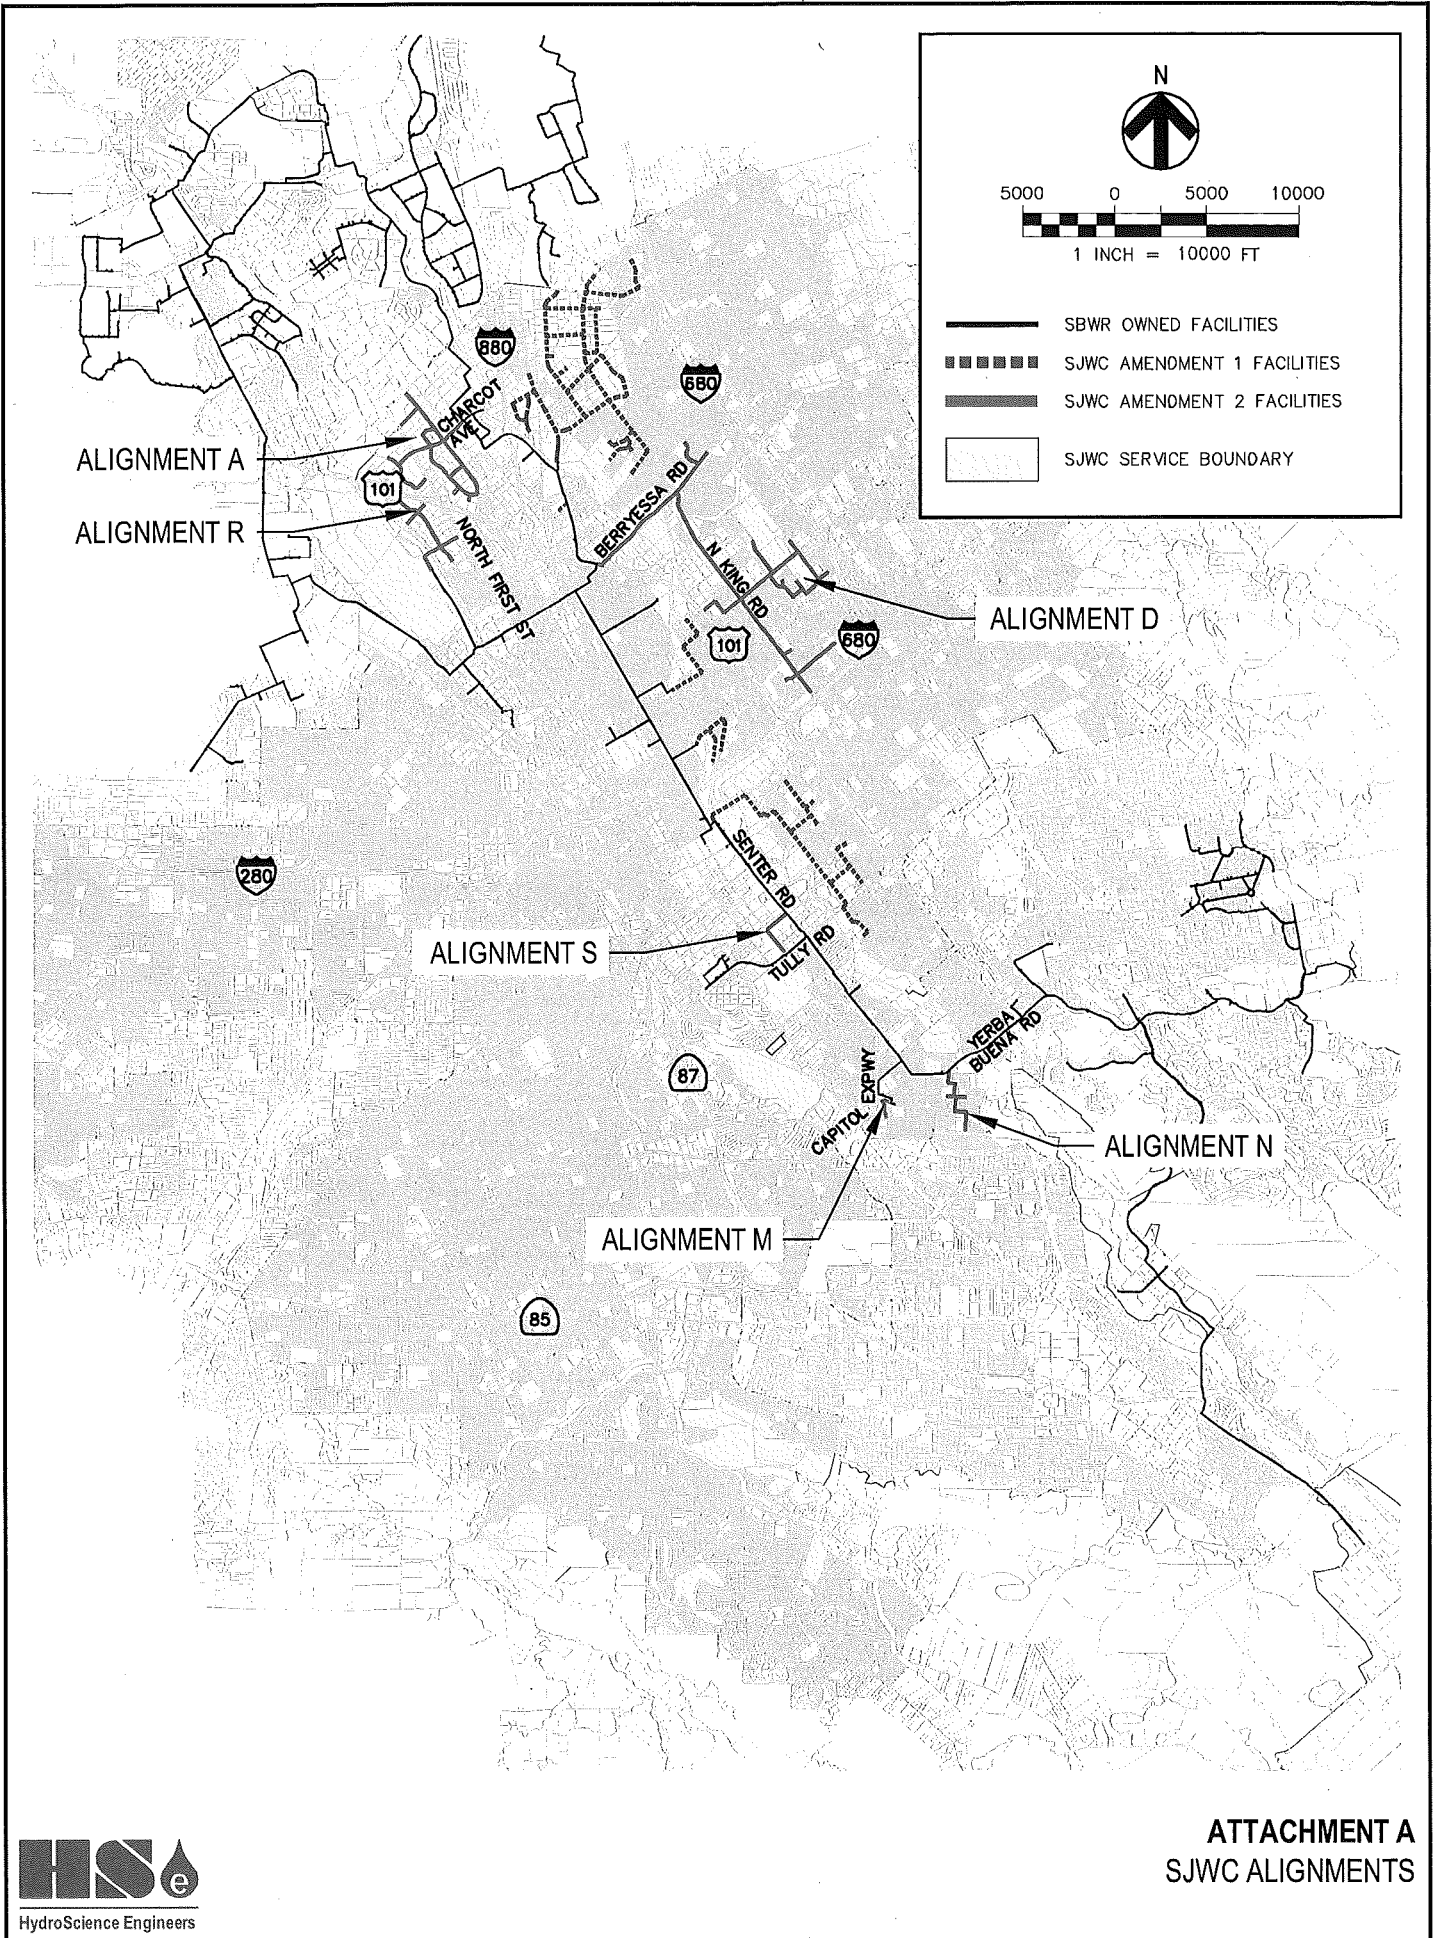 N
5000 0 5000 10000
1 INCH = 10000 FT
SBWR OWNED FACILITIES
SJWC AMENDMENT 1 FACILITIES
SJWC AMENDMENT 2 FACILITIES
SJWC SERVICE BOUNDARY
880
680
CHARCOT
AVE
ALIGNMENT A
101
ALIGNMENT R
BERRYESSA RD
NORTH FIRST ST
N KING RD
ALIGNMENT D
101
680
280
SENTER RD
ALIGNMENT S
TULLY RD
YERBA
BUENA RD
87
CAPITOL EXPWY
ALIGNMENT N
ALIGNMENT M
85
ATTACHMENT A
SJWC ALIGNMENTS
HSe
HydroScience Engineers